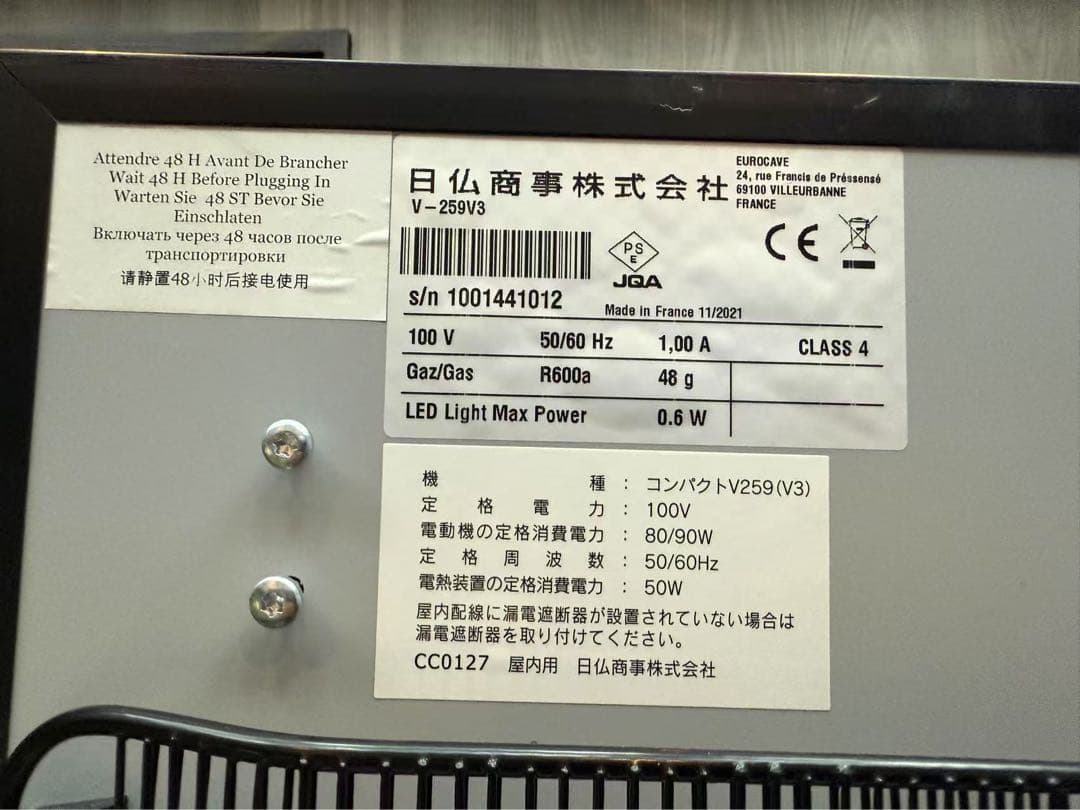 Attendre 48 H Avant De Brancher
Wait 48 H Before Plugging In
Warten Sie 48 ST Bevor Sie
Einschlaten
Включать через 48 часов после
транспортировки
请静置48小时后接电使用
日仏商事株式会社
V-259V3
EUROCAVE
24, rue Francis de Préssensé
69100 VILLEURBANNE
FRANCE
PS
E
JQA
CE
s/n 1001441012
Made in France 11/2021
100 V 50/60 Hz 1,00 A CLASS 4
Gaz/Gas R600a 48 g
LED Light Max Power 0.6 W
機種 : コンパクトV259(V3)
定格電力 : 100V
電動機の定格消費電力 : 80/90W
定格周波数 : 50/60Hz
電熱装置の定格消費電力 : 50W
屋内配線に漏電遮断器が設置されていない場合は
漏電遮断器を取り付けてください。
CC0127 屋内用 日仏商事株式会社